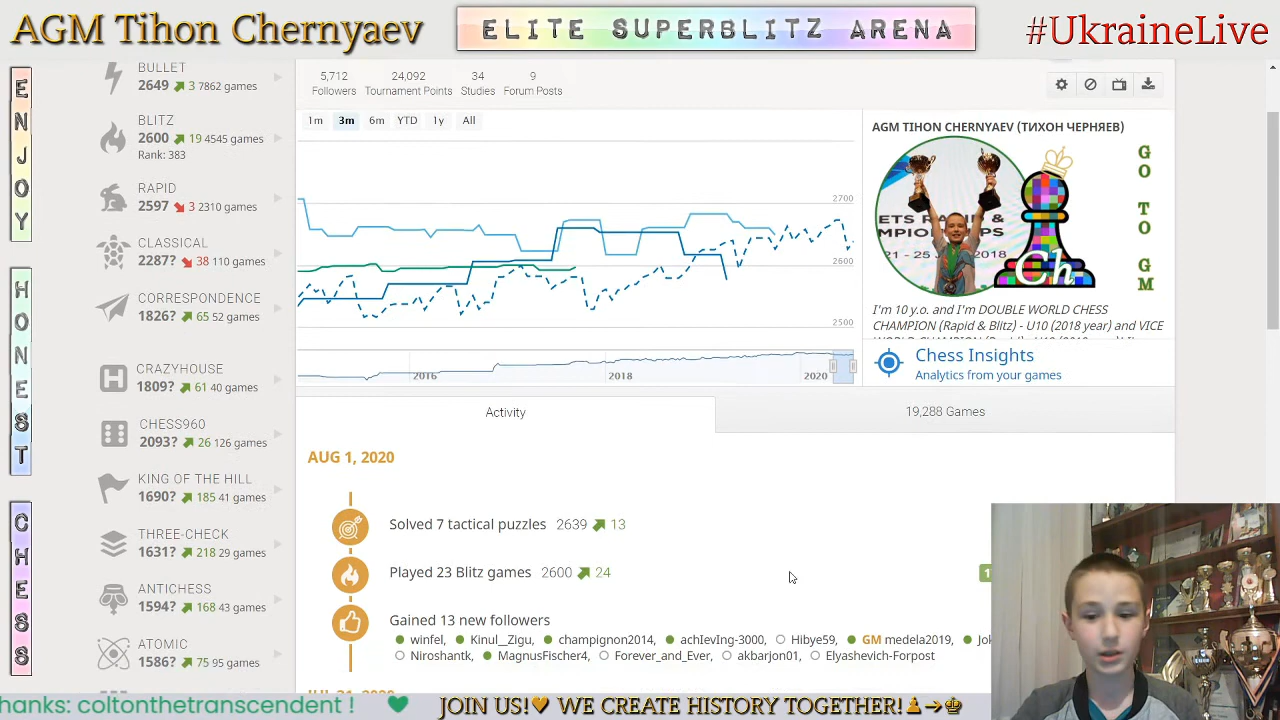 AGM Tihon Chernyaev
ELITE SUPERBLITZ ARENA
#UkraineLive
ENJOY
HONEST
CHESS
BULLET
2649 3 7862 games
BLITZ
2600 19 4545 games
Rank: 383
RAPID
2597 3 2310 games
CLASSICAL
2287? 38 110 games
CORRESPONDENCE
1826? 65 52 games
CRAZYHOUSE
1809? 61 40 games
CHESS960
2093? 26 126 games
KING OF THE HILL
1690? 185 41 games
THREE-CHECK
1631? 218 29 games
ANTICHESS
1594? 168 43 games
ATOMIC
1586? 75 95 games
5,712 24,092 34 9
Followers Tournament Points Studies Forum Posts
1m 3m 6m YTD 1y All
2700
2600
2500
2016 2018 2020
AGM TIHON CHERNYAEV (ТИХОН ЧЕРНЯЕВ)
GO TO GM
21 - 25 2018
Ch
I'm 10 y.o. and I'm DOUBLE WORLD CHESS
CHAMPION (Rapid & Blitz) - U10 (2018 year) and VICE
Chess Insights
Analytics from your games
Activity 19,288 Games
AUG 1, 2020
Solved 7 tactical puzzles 2639 13
Played 23 Blitz games 2600 24
Gained 13 new followers
winfel, Kinul__Zigu, champignon2014, achIevIng-3000, Hibye59, GM medela2019,
Niroshantk, MagnusFischer4, Forever_and_Ever, akbarjon01, Elyashevich-Forpost
hanks: coltonthetranscendent !
JOIN US!🧡 WE CREATE HISTORY TOGETHER!♟→♚